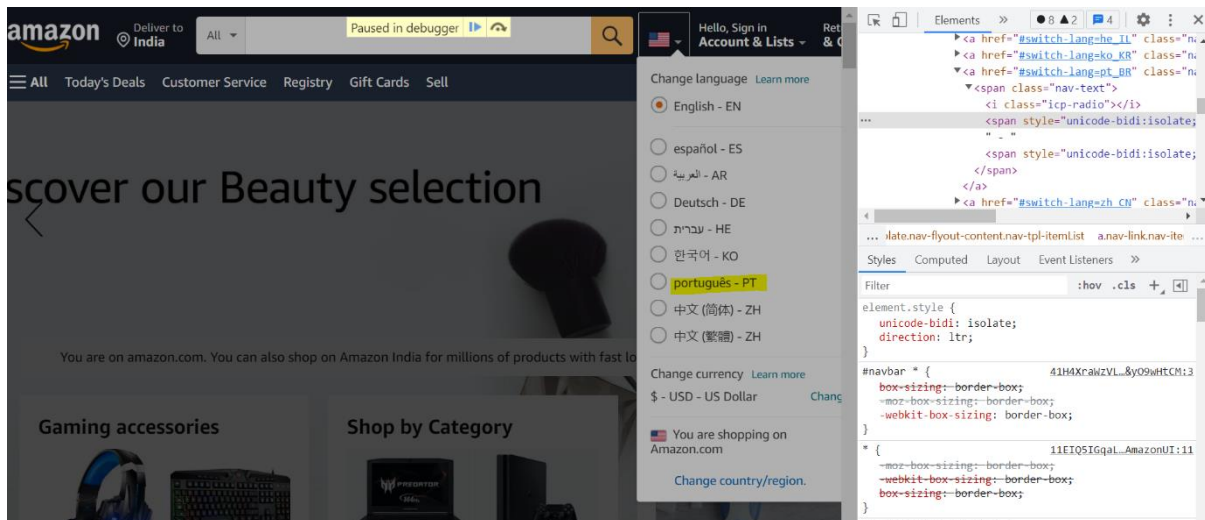 amazon
Deliver to
India
All
Paused in debugger
Hello, Sign in
Account & Lists
Ret
& O
All Today's Deals Customer Service Registry Gift Cards Sell
scover our Beauty selection
You are on amazon.com. You can also shop on Amazon India for millions of products with fast lo
Gaming accessories
Shop by Category
PREDATOR
Change language Learn more
English - EN
español - ES
العربية - AR
Deutsch - DE
עברית - HE
한국어 - KO
português - PT
中文 (简体) - ZH
中文 (繁體) - ZH
Change currency Learn more
$ - USD - US Dollar Chang
You are shopping on
Amazon.com
Change country/region.
Elements » 8 2 4
<a href="#switch-lang=he_IL" class="na
<a href="#switch-lang=ko_KR" class="na
<a href="#switch-lang=pt_BR" class="na
<span class="nav-text">
<i class="icp-radio"></i>
... <span style="unicode-bidi:isolate;
" - "
<span style="unicode-bidi:isolate;
</span>
</a>
<a href="#switch-lang=zh_CN" class="na
... late.nav-flyout-content.nav-tpl-itemList a.nav-link.nav-ite ...
Styles Computed Layout Event Listeners »
Filter :hov .cls +
element.style {
unicode-bidi: isolate;
direction: ltr;
}
#navbar * {
box-sizing: border-box;
-moz-box-sizing: border-box;
-webkit-box-sizing: border-box;
}
* {
-moz-box-sizing: border-box;
-webkit-box-sizing: border-box;
box-sizing: border-box;
}